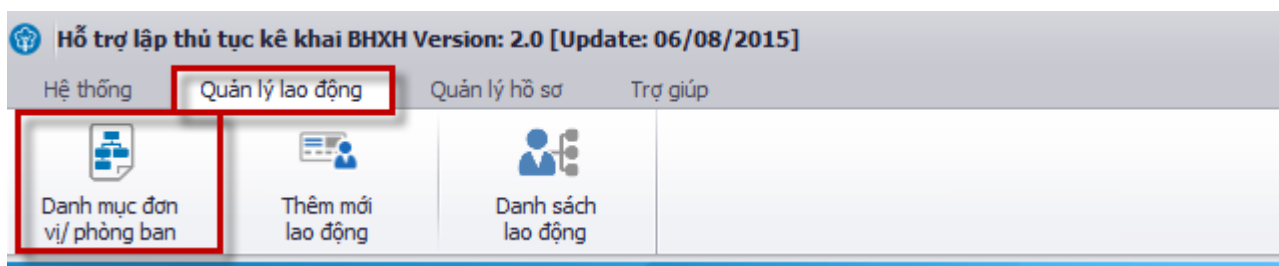 Hỗ trợ lập thủ tục kê khai BHXH Version: 2.0 [Update: 06/08/2015]
Hệ thống Quản lý lao động Quản lý hồ sơ Trợ giúp
Danh mục đơn vị/ phòng ban
Thêm mới lao động
Danh sách lao động